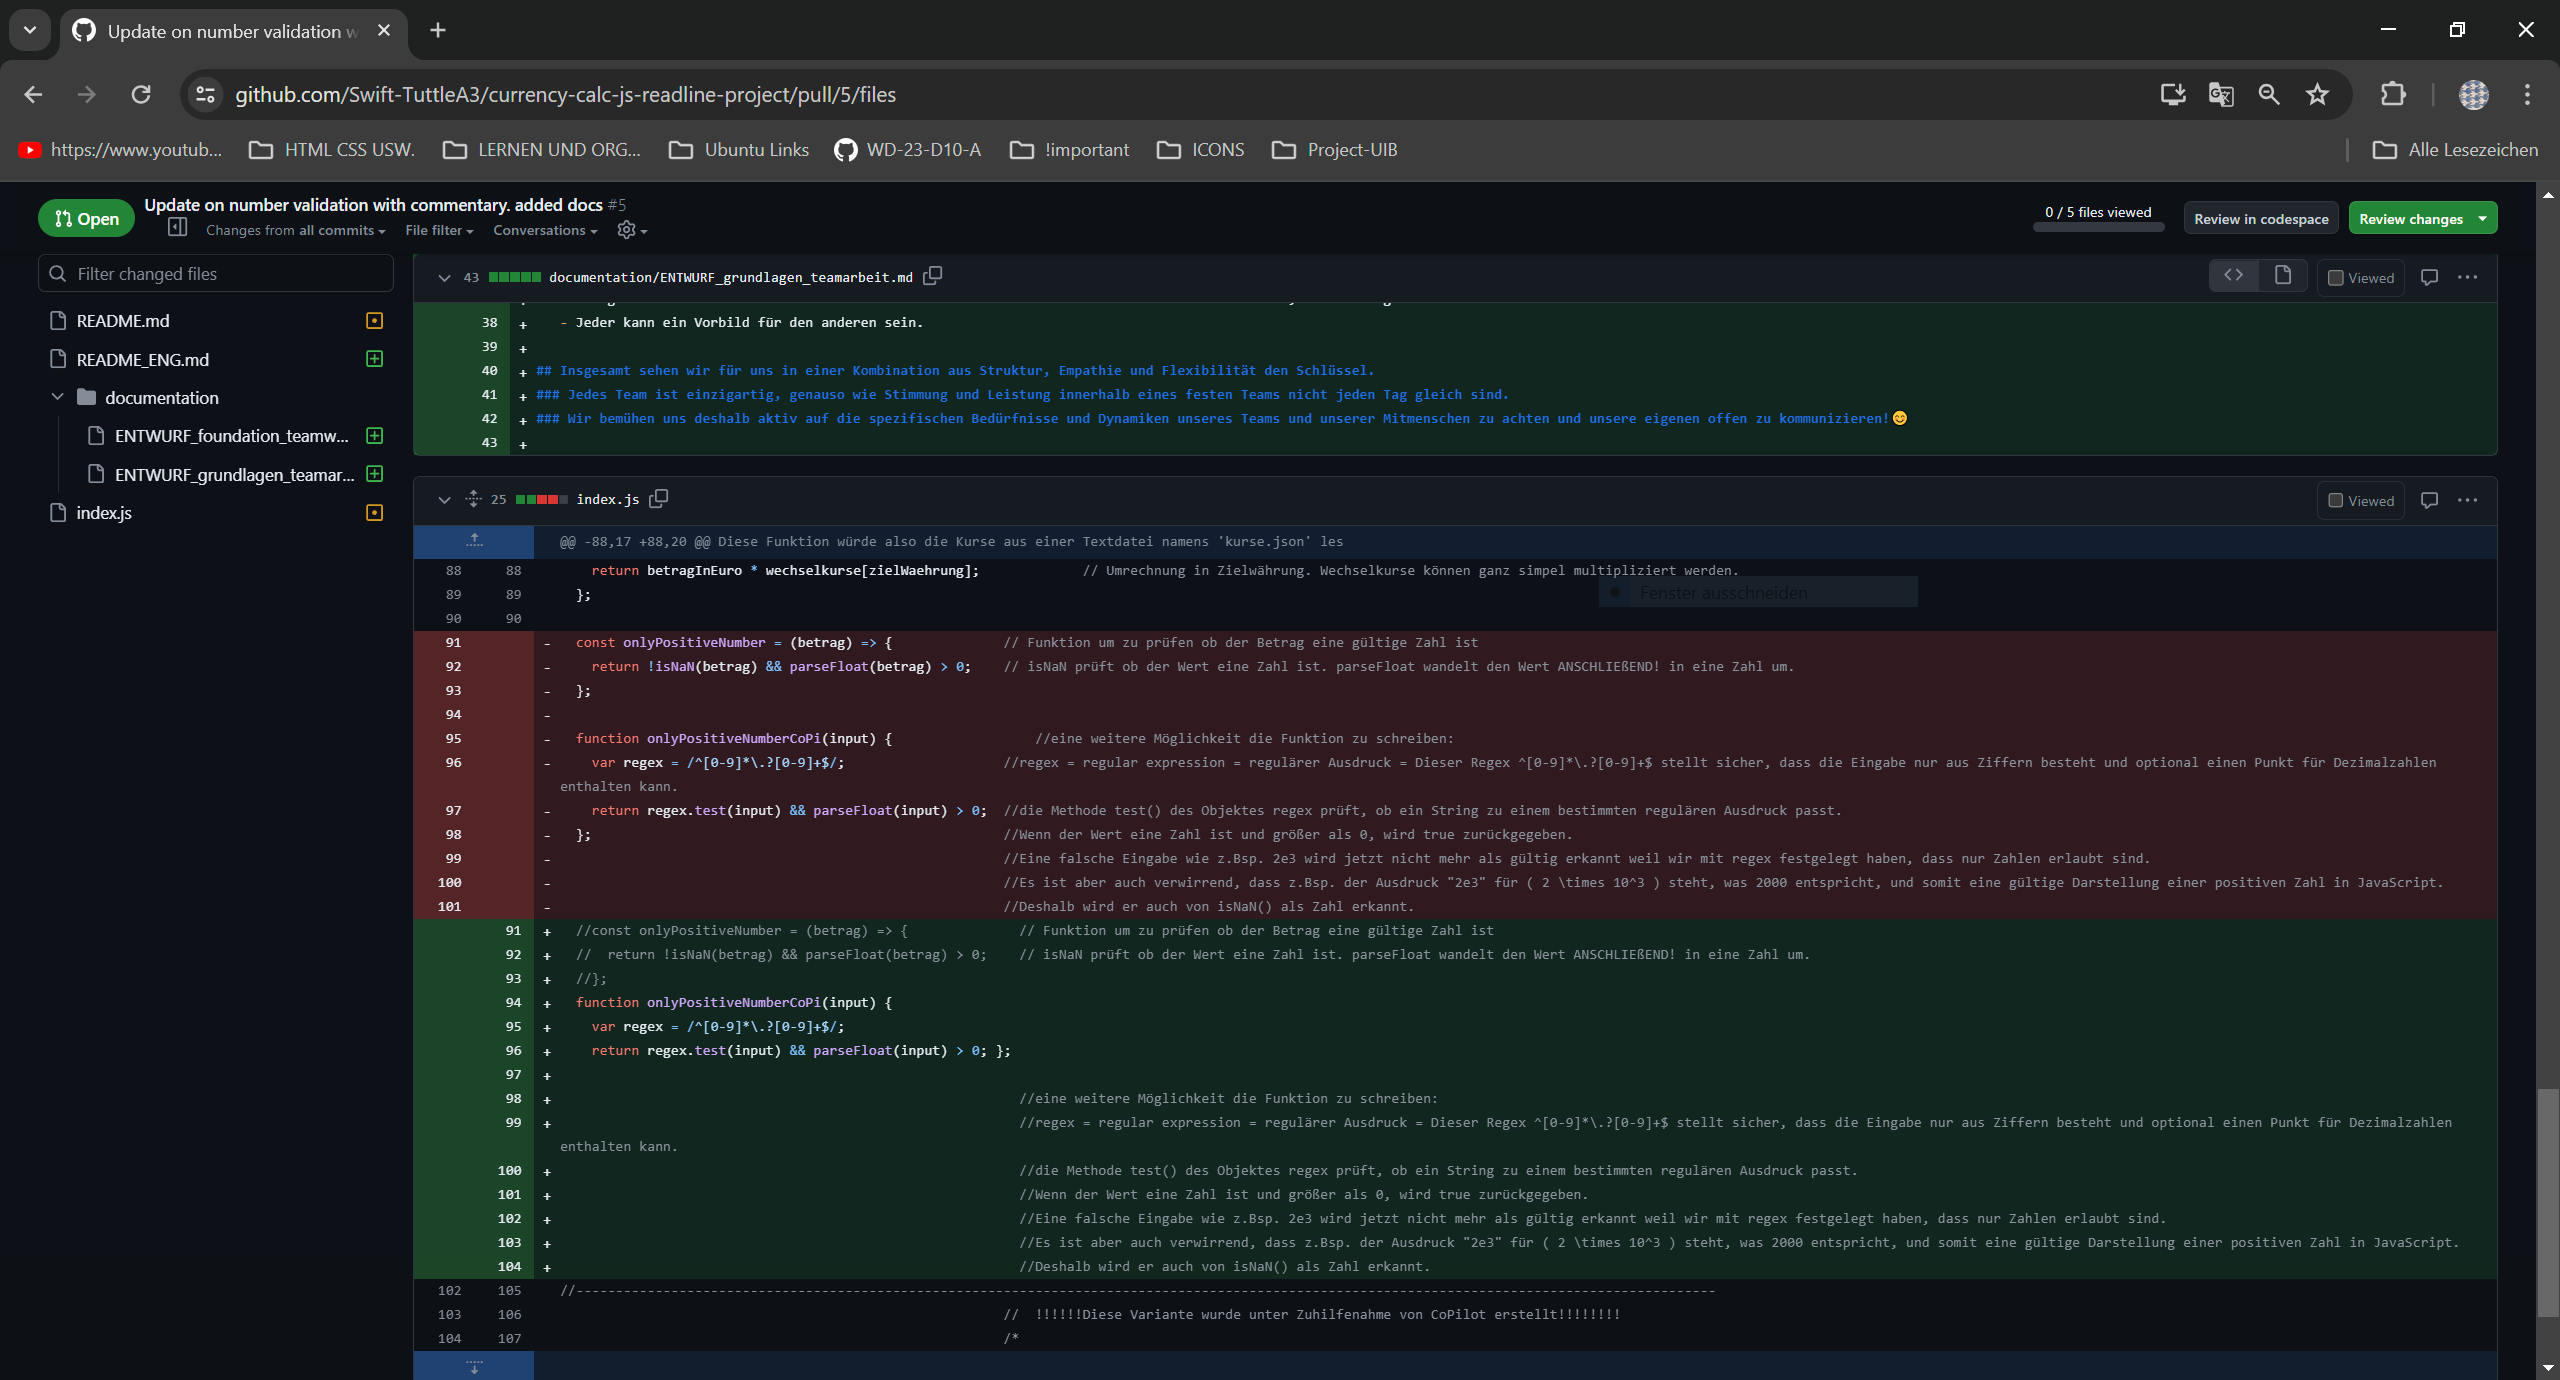 Update on number validation w
github.com/Swift-TuttleA3/currency-calc-js-readline-project/pull/5/files
https://www.youtub... HTML CSS USW. LERNEN UND ORG... Ubuntu Links WD-23-D10-A !important ICONS Project-UIB Alle Lesezeichen
Open
Update on number validation with commentary. added docs #5
Changes from all commits File filter Conversations
0 / 5 files viewed
Review in codespace
Review changes
Filter changed files
README.md
README_ENG.md
documentation
ENTWURF_foundation_teamw...
ENTWURF_grundlagen_teamar...
index.js
43 documentation/ENTWURF_grundlagen_teamarbeit.md Viewed
38 + - Jeder kann ein Vorbild für den anderen sein.
39 +
40 + ## Insgesamt sehen wir für uns in einer Kombination aus Struktur, Empathie und Flexibilität den Schlüssel.
41 + ### Jedes Team ist einzigartig, genauso wie Stimmung und Leistung innerhalb eines festen Teams nicht jeden Tag gleich sind.
42 + ### Wir bemühen uns deshalb aktiv auf die spezifischen Bedürfnisse und Dynamiken unseres Teams und unserer Mitmenschen zu achten und unsere eigenen offen zu kommunizieren!😊
43 +
25 index.js Viewed
@@ -88,17 +88,20 @@ Diese Funktion würde also die Kurse aus einer Textdatei namens 'kurse.json' les
88 88 return betragInEuro * wechselkurse[zielWaehrung]; // Umrechnung in Zielwährung. Wechselkurse können ganz simpel multipliziert werden.
89 89 };
Fenster ausschneiden
90 90
91 - const onlyPositiveNumber = (betrag) => { // Funktion um zu prüfen ob der Betrag eine gültige Zahl ist
92 - return !isNaN(betrag) && parseFloat(betrag) > 0; // isNaN prüft ob der Wert eine Zahl ist. parseFloat wandelt den Wert ANSCHLIEßEND! in eine Zahl um.
93 - };
94 -
95 - function onlyPositiveNumberCoPi(input) { //eine weitere Möglichkeit die Funktion zu schreiben:
96 - var regex = /^[0-9]*\.?[0-9]+$/; //regex = regular expression = regulärer Ausdruck = Dieser Regex ^[0-9]*\.?[0-9]+$ stellt sicher, dass die Eingabe nur aus Ziffern besteht und optional einen Punkt für Dezimalzahlen
enthalten kann.
97 - return regex.test(input) && parseFloat(input) > 0; //die Methode test() des Objektes regex prüft, ob ein String zu einem bestimmten regulären Ausdruck passt.
98 - }; //Wenn der Wert eine Zahl ist und größer als 0, wird true zurückgegeben.
99 - //Eine falsche Eingabe wie z.Bsp. 2e3 wird jetzt nicht mehr als gültig erkannt weil wir mit regex festgelegt haben, dass nur Zahlen erlaubt sind.
100 - //Es ist aber auch verwirrend, dass z.Bsp. der Ausdruck "2e3" für ( 2 \times 10^3 ) steht, was 2000 entspricht, und somit eine gültige Darstellung einer positiven Zahl in JavaScript.
101 - //Deshalb wird er auch von isNaN() als Zahl erkannt.
91 + //const onlyPositiveNumber = (betrag) => { // Funktion um zu prüfen ob der Betrag eine gültige Zahl ist
92 + // return !isNaN(betrag) && parseFloat(betrag) > 0; // isNaN prüft ob der Wert eine Zahl ist. parseFloat wandelt den Wert ANSCHLIEßEND! in eine Zahl um.
93 + //};
94 + function onlyPositiveNumberCoPi(input) {
95 + var regex = /^[0-9]*\.?[0-9]+$/;
96 + return regex.test(input) && parseFloat(input) > 0; };
97 +
98 + //eine weitere Möglichkeit die Funktion zu schreiben:
99 + //regex = regular expression = regulärer Ausdruck = Dieser Regex ^[0-9]*\.?[0-9]+$ stellt sicher, dass die Eingabe nur aus Ziffern besteht und optional einen Punkt für Dezimalzahlen
enthalten kann.
100 + //die Methode test() des Objektes regex prüft, ob ein String zu einem bestimmten regulären Ausdruck passt.
101 + //Wenn der Wert eine Zahl ist und größer als 0, wird true zurückgegeben.
102 + //Eine falsche Eingabe wie z.Bsp. 2e3 wird jetzt nicht mehr als gültig erkannt weil wir mit regex festgelegt haben, dass nur Zahlen erlaubt sind.
103 + //Es ist aber auch verwirrend, dass z.Bsp. der Ausdruck "2e3" für ( 2 \times 10^3 ) steht, was 2000 entspricht, und somit eine gültige Darstellung einer positiven Zahl in JavaScript.
104 + //Deshalb wird er auch von isNaN() als Zahl erkannt.
102 105 //------------------------------------------------------------------------------------------------------------------------------------------------
103 106 // !!!!!!Diese Variante wurde unter Zuhilfenahme von CoPilot erstellt!!!!!!!!
104 107 /*